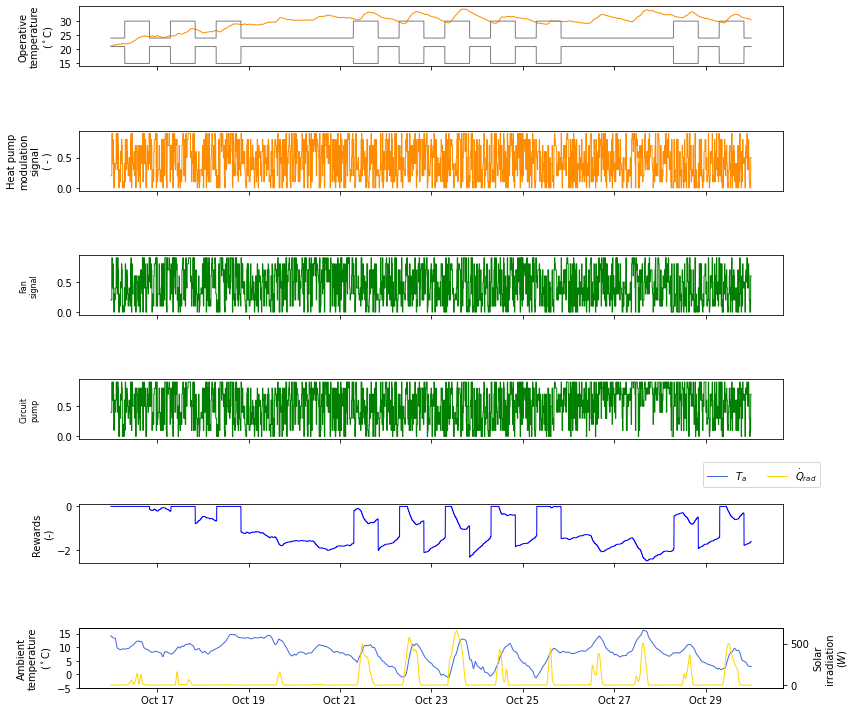 Operative
temperature
(°C)
30
25
20
15
Heat pump
modulation
signal
( - )
0.5
0.0
Fan
signal
0.5
0.0
Circuit
pump
0.5
0.0
T_a
Q̇_rad
Rewards
(-)
0
−2
Ambient
temperature
(°C)
15
10
5
0
−5
500
0
Solar
irradiation
(W)
Oct 17 Oct 19 Oct 21 Oct 23 Oct 25 Oct 27 Oct 29